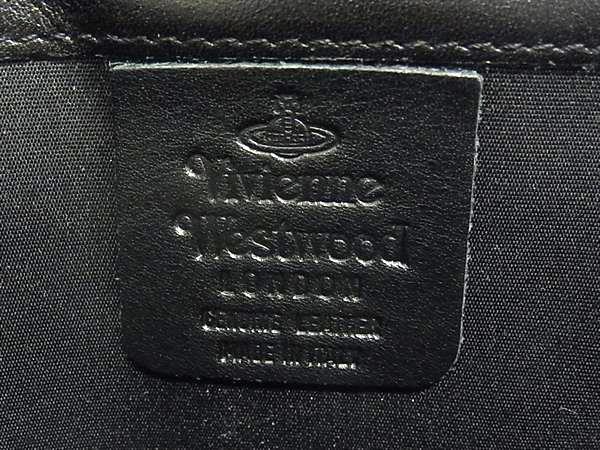 Vivienne
Westwood
LONDON
GENUINE LEATHER
MADE IN ITALY